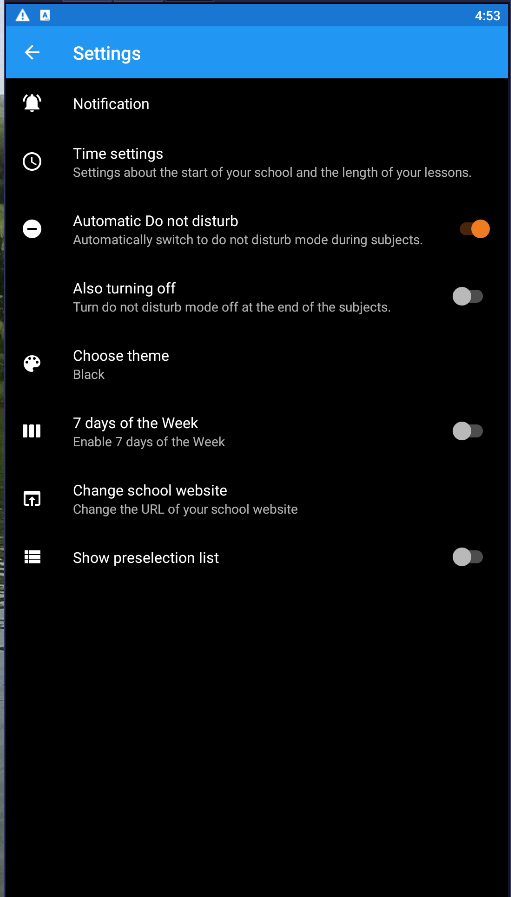 4:53
Settings
Notification
Time settings
Settings about the start of your school and the length of your lessons.
Automatic Do not disturb
Automatically switch to do not disturb mode during subjects.
Also turning off
Turn do not disturb mode off at the end of the subjects.
Choose theme
Black
7 days of the Week
Enable 7 days of the Week
Change school website
Change the URL of your school website
Show preselection list